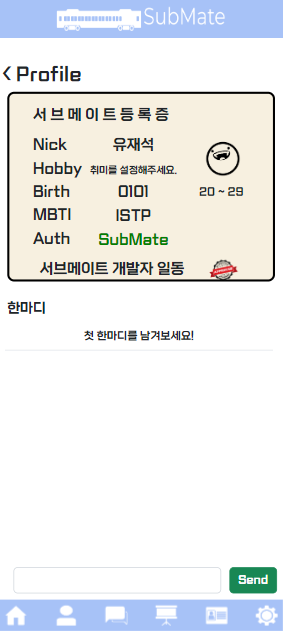 SubMate
Profile
서브메이트등록증
Nick 유재석
Hobby 취미를 설정해주세요.
Birth 0101 20 ~ 29
MBTI ISTP
Auth SubMate
서브메이트 개발자 일동
한마디
첫 한마디를 남겨보세요!
Send